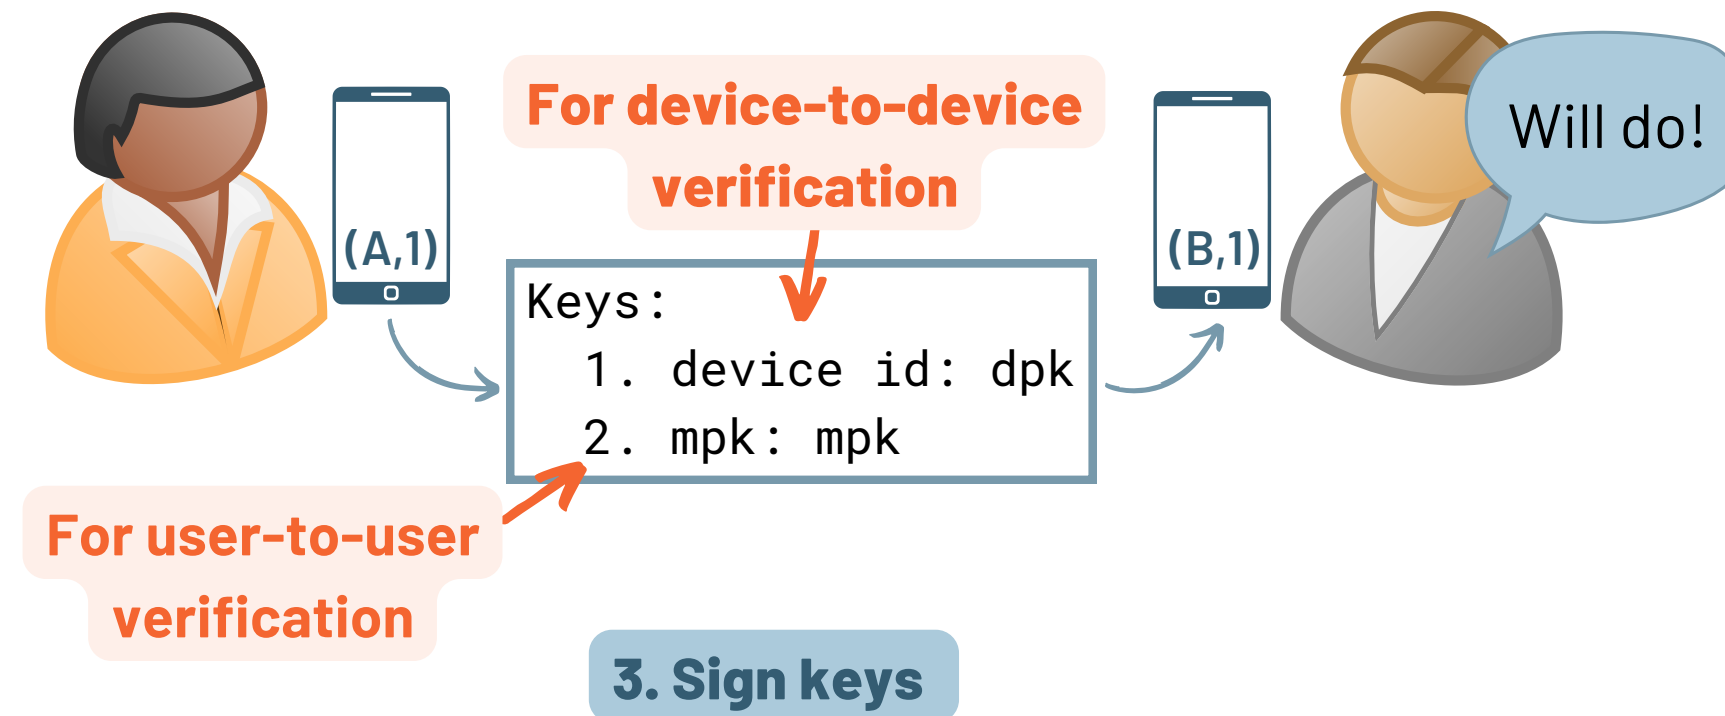 For device-to-device
verification
Will do!
(A,1)
(B,1)
Keys:
1. device id: dpk
2. mpk: mpk
For user-to-user
verification
3. Sign keys